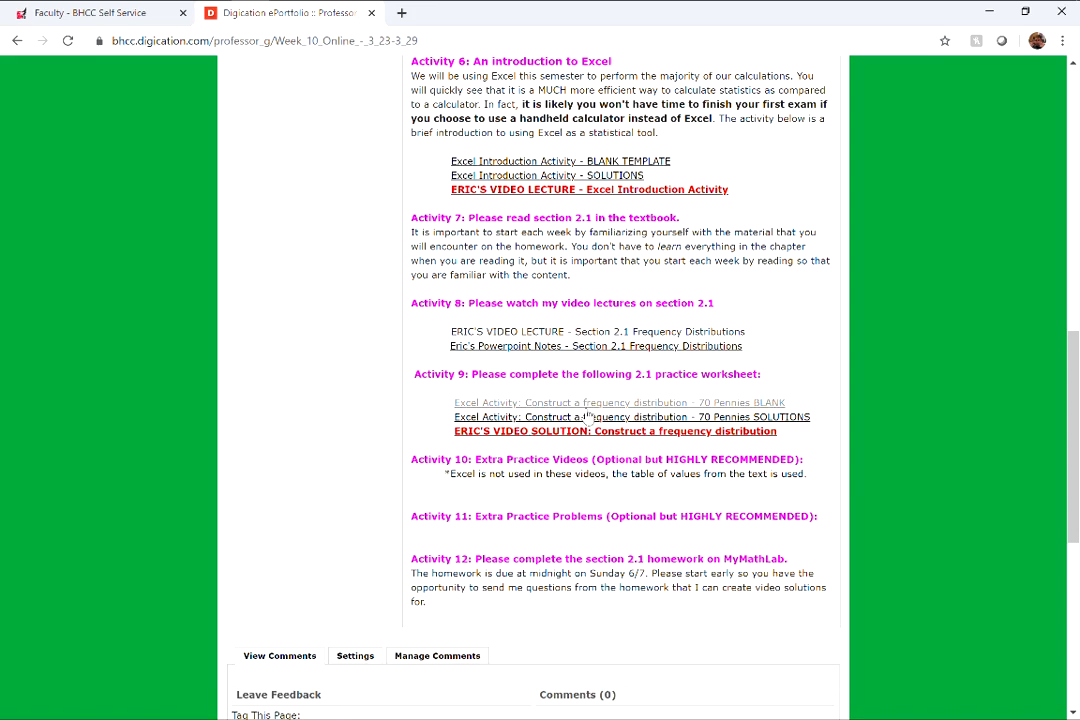 Faculty - BHCC Self Service
Digication ePortfolio :: Professor
bhcc.digication.com/professor_g/Week_10_Online_-_3_23-3_29
Activity 6: An introduction to Excel
We will be using Excel this semester to perform the majority of our calculations. You
will quickly see that it is a MUCH more efficient way to calculate statistics as compared
to a calculator. In fact, it is likely you won't have time to finish your first exam if
you choose to use a handheld calculator instead of Excel. The activity below is a
brief introduction to using Excel as a statistical tool.
Excel Introduction Activity - BLANK TEMPLATE
Excel Introduction Activity - SOLUTIONS
ERIC'S VIDEO LECTURE - Excel Introduction Activity
Activity 7: Please read section 2.1 in the textbook.
It is important to start each week by familiarizing yourself with the material that you
will encounter on the homework. You don't have to learn everything in the chapter
when you are reading it, but it is important that you start each week by reading so that
you are familiar with the content.
Activity 8: Please watch my video lectures on section 2.1
ERIC'S VIDEO LECTURE - Section 2.1 Frequency Distributions
Eric's Powerpoint Notes - Section 2.1 Frequency Distributions
Activity 9: Please complete the following 2.1 practice worksheet:
Excel Activity: Construct a frequency distribution - 70 Pennies BLANK
Excel Activity: Construct a frequency distribution - 70 Pennies SOLUTIONS
ERIC'S VIDEO SOLUTION: Construct a frequency distribution
Activity 10: Extra Practice Videos (Optional but HIGHLY RECOMMENDED):
*Excel is not used in these videos, the table of values from the text is used.
Activity 11: Extra Practice Problems (Optional but HIGHLY RECOMMENDED):
Activity 12: Please complete the section 2.1 homework on MyMathLab.
The homework is due at midnight on Sunday 6/7. Please start early so you have the
opportunity to send me questions from the homework that I can create video solutions
for.
View Comments Settings Manage Comments
Leave Feedback Comments (0)
Tag This Page: